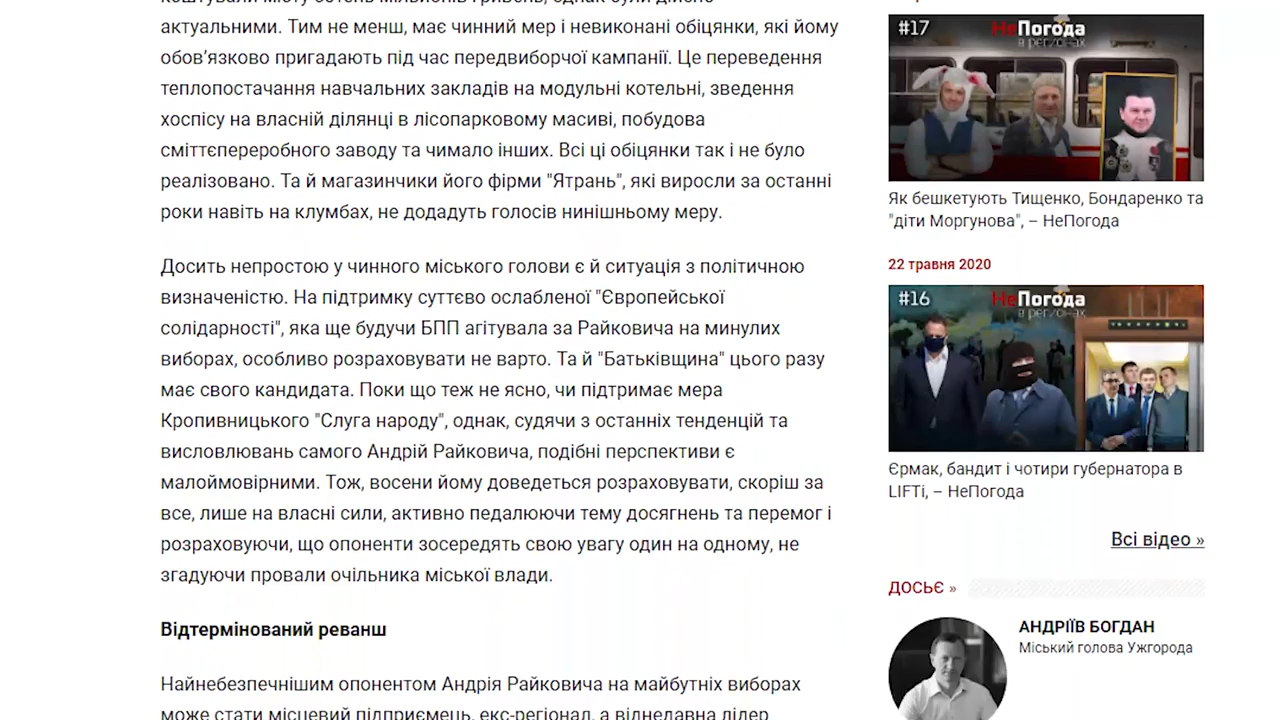 актуальними. Тим не менш, має чинний мер і невиконані обіцянки, які йому
обов’язково пригадають під час передвиборчої кампанії. Це переведення
теплопостачання навчальних закладів на модульні котельні, зведення
хоспісу на власній ділянці в лісопарковому масиві, побудова
сміттєпереробного заводу та чимало інших. Всі ці обіцянки так і не було
реалізовано. Та й магазинчики його фірми "Ятрань", які виросли за останні
роки навіть на клумбах, не додадуть голосів нинішньому меру.
Досить непростою у чинного міського голови є й ситуація з політичною
визначеністю. На підтримку суттєво ослабленої "Європейської
солідарності", яка ще будучи БПП агітувала за Райковича на минулих
виборах, особливо розраховувати не варто. Та й "Батьківщина" цього разу
має свого кандидата. Поки що теж не ясно, чи підтримає мера
Кропивницького "Слуга народу", однак, судячи з останніх тенденцій та
висловлювань самого Андрій Райковича, подібні перспективи є
малоймовірними. Тож, восени йому доведеться розраховувати, скоріш за
все, лише на власні сили, активно педалюючи тему досягнень та перемог і
розраховуючи, що опоненти зосередять свою увагу один на одному, не
згадуючи провали очільника міської влади.
Відтермінований реванш
Найнебезпечнішим опонентом Андрія Райковича на майбутніх виборах
може стати місцевий підприємець, екс-регіонал, а віднедавна лідер
#17
НеПогода
в регіонах
Як бешкетують Тищенко, Бондаренко та
"діти Моргунова", – НеПогода
22 травня 2020
#16
НеПогода
в регіонах
Єрмак, бандит і чотири губернатора в
LIFTі, – НеПогода
Всі відео »
ДОСЬЄ »
АНДРІЇВ БОГДАН
Міський голова Ужгорода